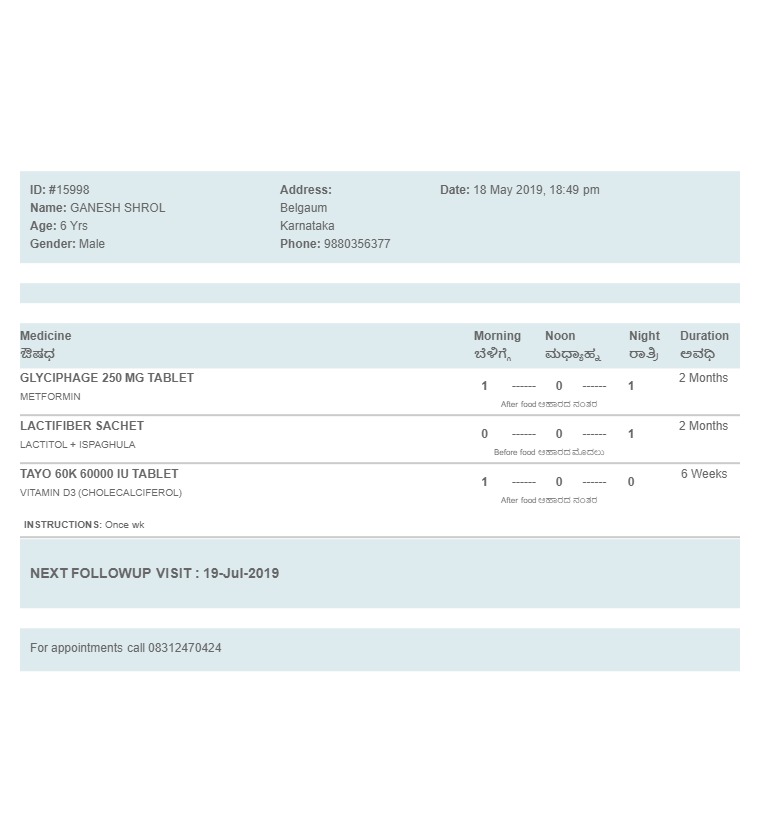 ID: #15998
Name: GANESH SHROL
Age: 6 Yrs
Gender: Male
Address:
Belgaum
Karnataka
Phone: 9880356377
Date: 18 May 2019, 18:49 pm
Medicine Morning Noon Night Duration
ಔಷಧ ಬೆಳಿಗ್ಗೆ ಮಧ್ಯಾಹ್ನ ರಾತ್ರಿ ಅವಧಿ
GLYCIPHAGE 250 MG TABLET 1 ------ 0 ------ 1 2 Months
METFORMIN After food ಆಹಾರದ ನಂತರ
LACTIFIBER SACHET 0 ------ 0 ------ 1 2 Months
LACTITOL + ISPAGHULA Before food ಆಹಾರದ ಮೊದಲು
TAYO 60K 60000 IU TABLET 1 ------ 0 ------ 0 6 Weeks
VITAMIN D3 (CHOLECALCIFEROL) After food ಆಹಾರದ ನಂತರ
INSTRUCTIONS: Once wk
NEXT FOLLOWUP VISIT : 19-Jul-2019
For appointments call 08312470424